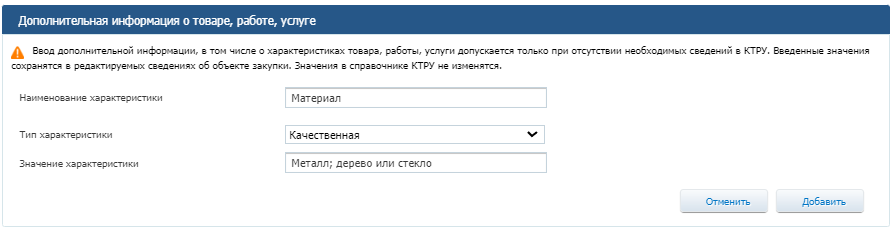 Дополнительная информация о товаре, работе, услуге
Ввод дополнительной информации, в том числе о характеристиках товара, работы, услуги допускается только при отсутствии необходимых сведений в КТРУ. Введенные значения
сохранятся в редактируемых сведениях об объекте закупки. Значения в справочнике КТРУ не изменятся.
Наименование характеристики
Материал
Тип характеристики
Качественная
Значение характеристики
Металл; дерево или стекло
Отменить
Добавить